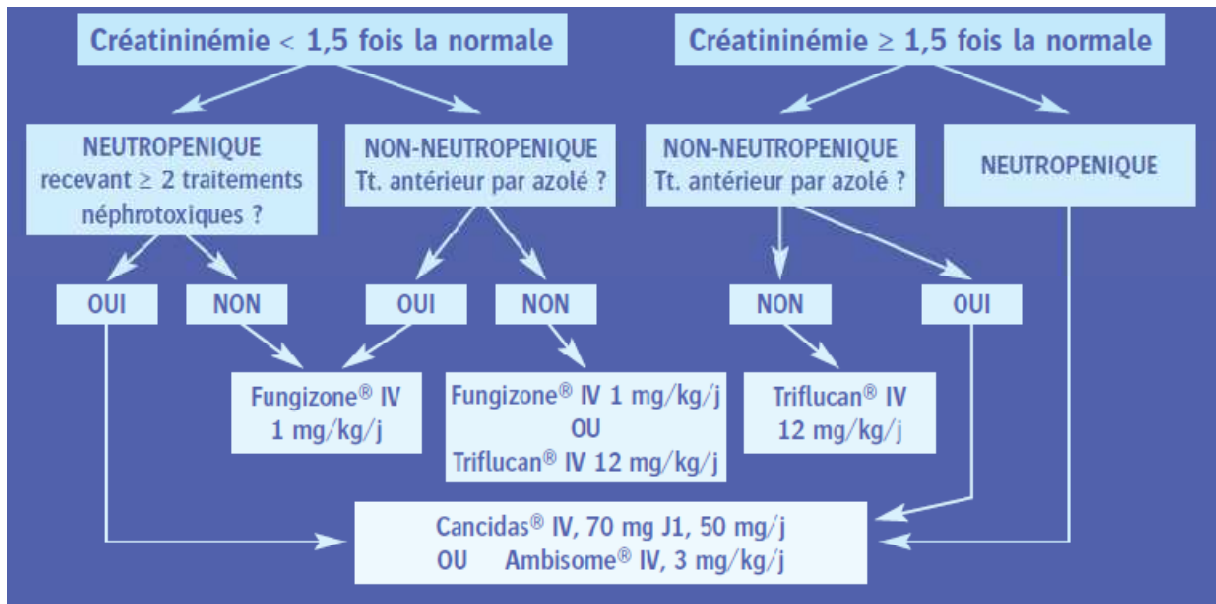 Créatininémie < 1,5 fois la normale
Créatininémie ≥ 1,5 fois la normale
NEUTROPENIQUE
recevant ≥ 2 traitements
néphrotoxiques ?
NON-NEUTROPENIQUE
Tt. antérieur par azolé ?
NON-NEUTROPENIQUE
Tt. antérieur par azolé ?
NEUTROPENIQUE
OUI
NON
OUI
NON
NON
OUI
Fungizone® IV
1 mg/kg/j
Fungizone® IV 1 mg/kg/j
OU
Triflucan® IV 12 mg/kg/j
Triflucan® IV
12 mg/kg/j
Cancidas® IV, 70 mg J1, 50 mg/j
OU Ambisome® IV, 3 mg/kg/j